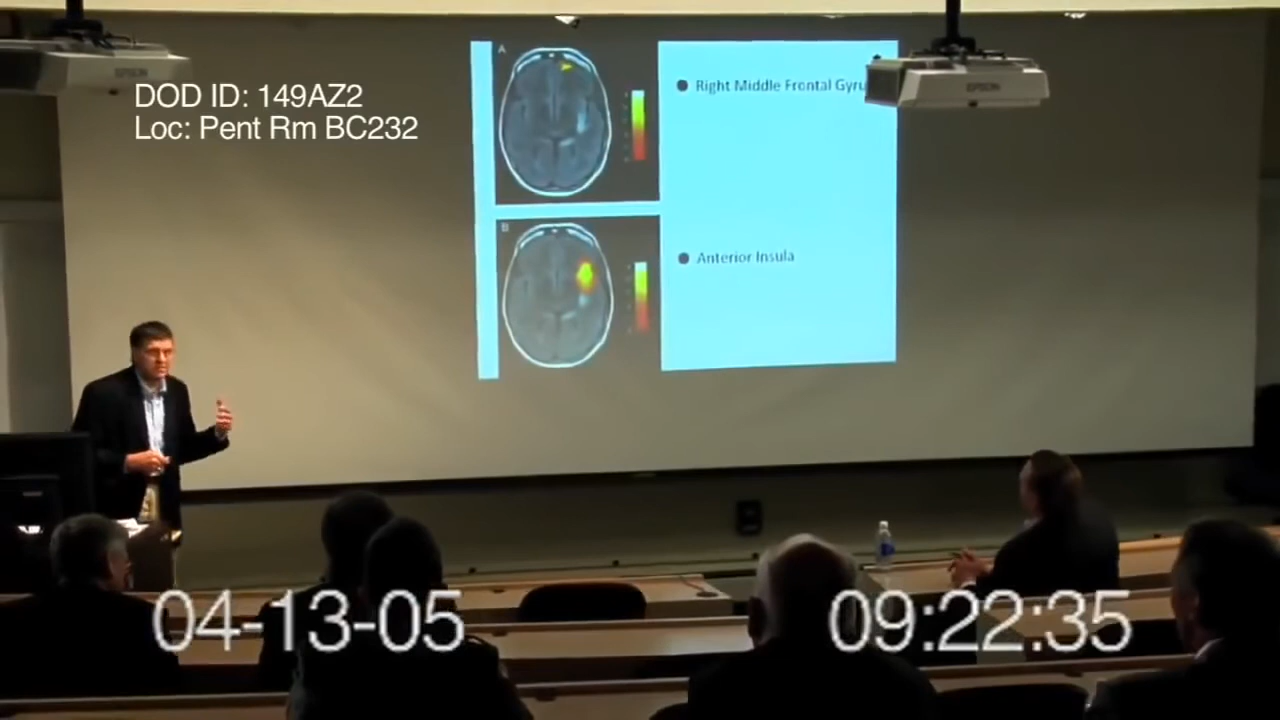 EPSON
EPSON
DOD ID: 149AZ2
Loc: Pent Rm BC232
A
Right Middle Frontal Gyru
B
Anterior Insula
04-13-05
09:22:35